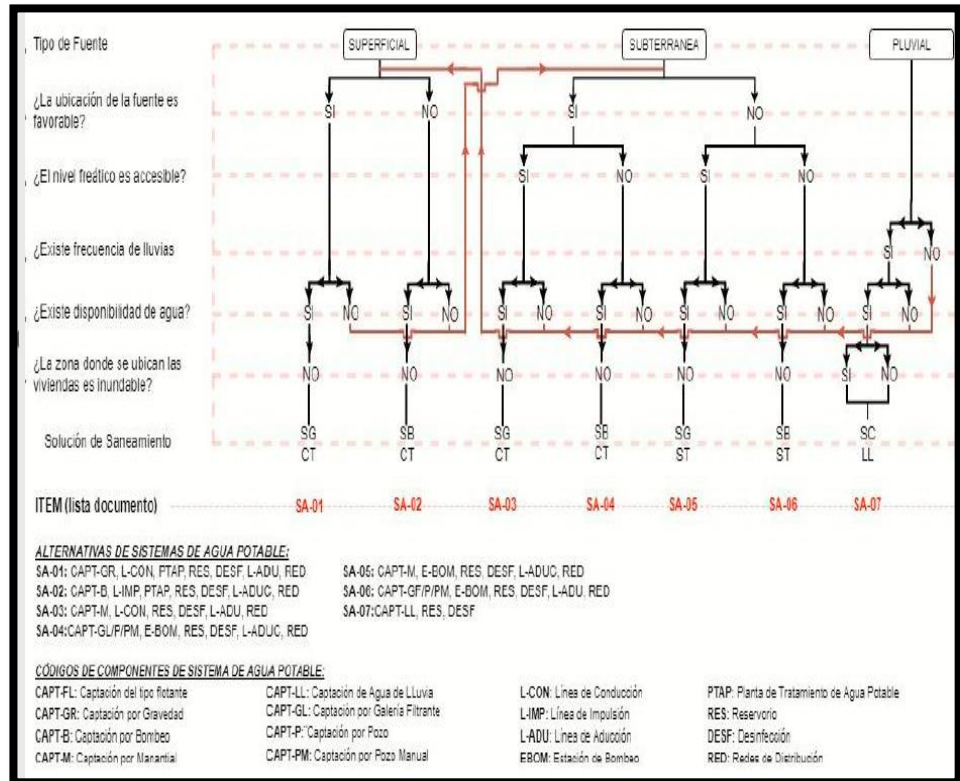 Tipo de Fuente
SUPERFICIAL
SUBTERRANEA
PLUVIAL
¿La ubicación de la fuente es favorable?
SI NO SI NO
¿El nivel freático es accesible?
SI NO SI NO
¿Existe frecuencia de lluvias
SI NO
¿Existe disponibilidad de agua?
SI NO SI NO SI NO SI NO SI NO SI NO SI NO
¿La zona donde se ubican las viviendas es inundable?
NO NO NO NO NO NO SI NO
Solución de Saneamiento
SG SB SG SB SG SB SC
CT CT CT CT ST ST LL
ITEM (lista documento)
SA-01 SA-02 SA-03 SA-04 SA-05 SA-06 SA-07
ALTERNATIVAS DE SISTEMAS DE AGUA POTABLE:
SA-01: CAPT-GR, L-CON, PTAP, RES, DESF, L-ADU, RED
SA-02: CAPT-B, L-IMP, PTAP, RES, DESF, L-ADUC, RED
SA-03: CAPT-M, L-CON, RES, DESF, L-ADU, RED
SA-04:CAPT-GL/P/PM, E-BOM, RES, DESF, L-ADUC, RED
SA-05: CAPT-M, E-BOM, RES, DESF, L-ADUC, RED
SA-06: CAPT-GF/P/PM, E-BOM, RES, DESF, L-ADU, RED
SA-07:CAPT-LL, RES, DESF
CÓDIGOS DE COMPONENTES DE SISTEMA DE AGUA POTABLE:
CAPT-FL: Captación del tipo flotante
CAPT-GR: Captación por Gravedad
CAPT-B: Captación por Bombeo
CAPT-M: Captación por Manantial
CAPT-LL: Captación de Agua de LLuvia
CAPT-GL: Captación por Galería Filtrante
CAPT-P: Captación por Pozo
CAPT-PM: Captación por Pozo Manual
L-CON: Línea de Conducción
L-IMP: Línea de Impulsión
L-ADU: Línea de Aducción
EBOM: Estación de Bombeo
PTAP: Planta de Tratamiento de Agua Potable
RES: Reservorio
DESF: Desinfección
RED: Redes de Distribución